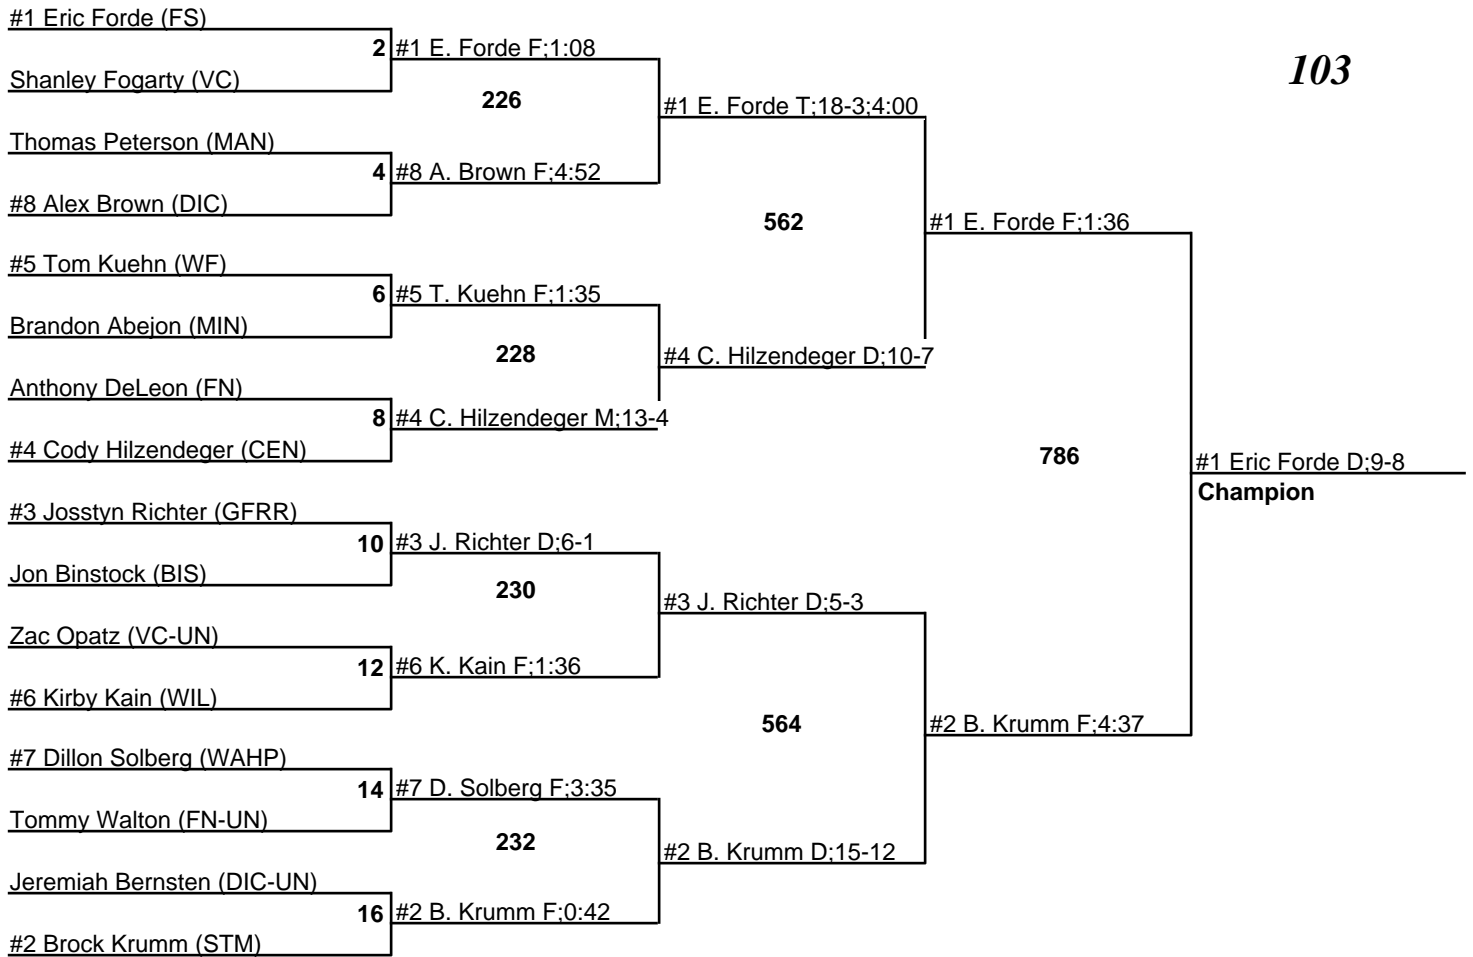 #1 Eric Forde (FS)
2
#1 E. Forde F;1:08
103
Shanley Fogarty (VC)
226
#1 E. Forde T;18-3;4:00
Thomas Peterson (MAN)
4
#8 A. Brown F;4:52
#8 Alex Brown (DIC)
562
#1 E. Forde F;1:36
#5 Tom Kuehn (WF)
6
#5 T. Kuehn F;1:35
Brandon Abejon (MIN)
228
#4 C. Hilzendeger D;10-7
Anthony DeLeon (FN)
8
#4 C. Hilzendeger M;13-4
#4 Cody Hilzendeger (CEN)
786
#1 Eric Forde D;9-8
Champion
#3 Josstyn Richter (GFRR)
10
#3 J. Richter D;6-1
Jon Binstock (BIS)
230
#3 J. Richter D;5-3
Zac Opatz (VC-UN)
12
#6 K. Kain F;1:36
#6 Kirby Kain (WIL)
564
#2 B. Krumm F;4:37
#7 Dillon Solberg (WAHP)
14
#7 D. Solberg F;3:35
Tommy Walton (FN-UN)
232
#2 B. Krumm D;15-12
Jeremiah Bernsten (DIC-UN)
16
#2 B. Krumm F;0:42
#2 Brock Krumm (STM)